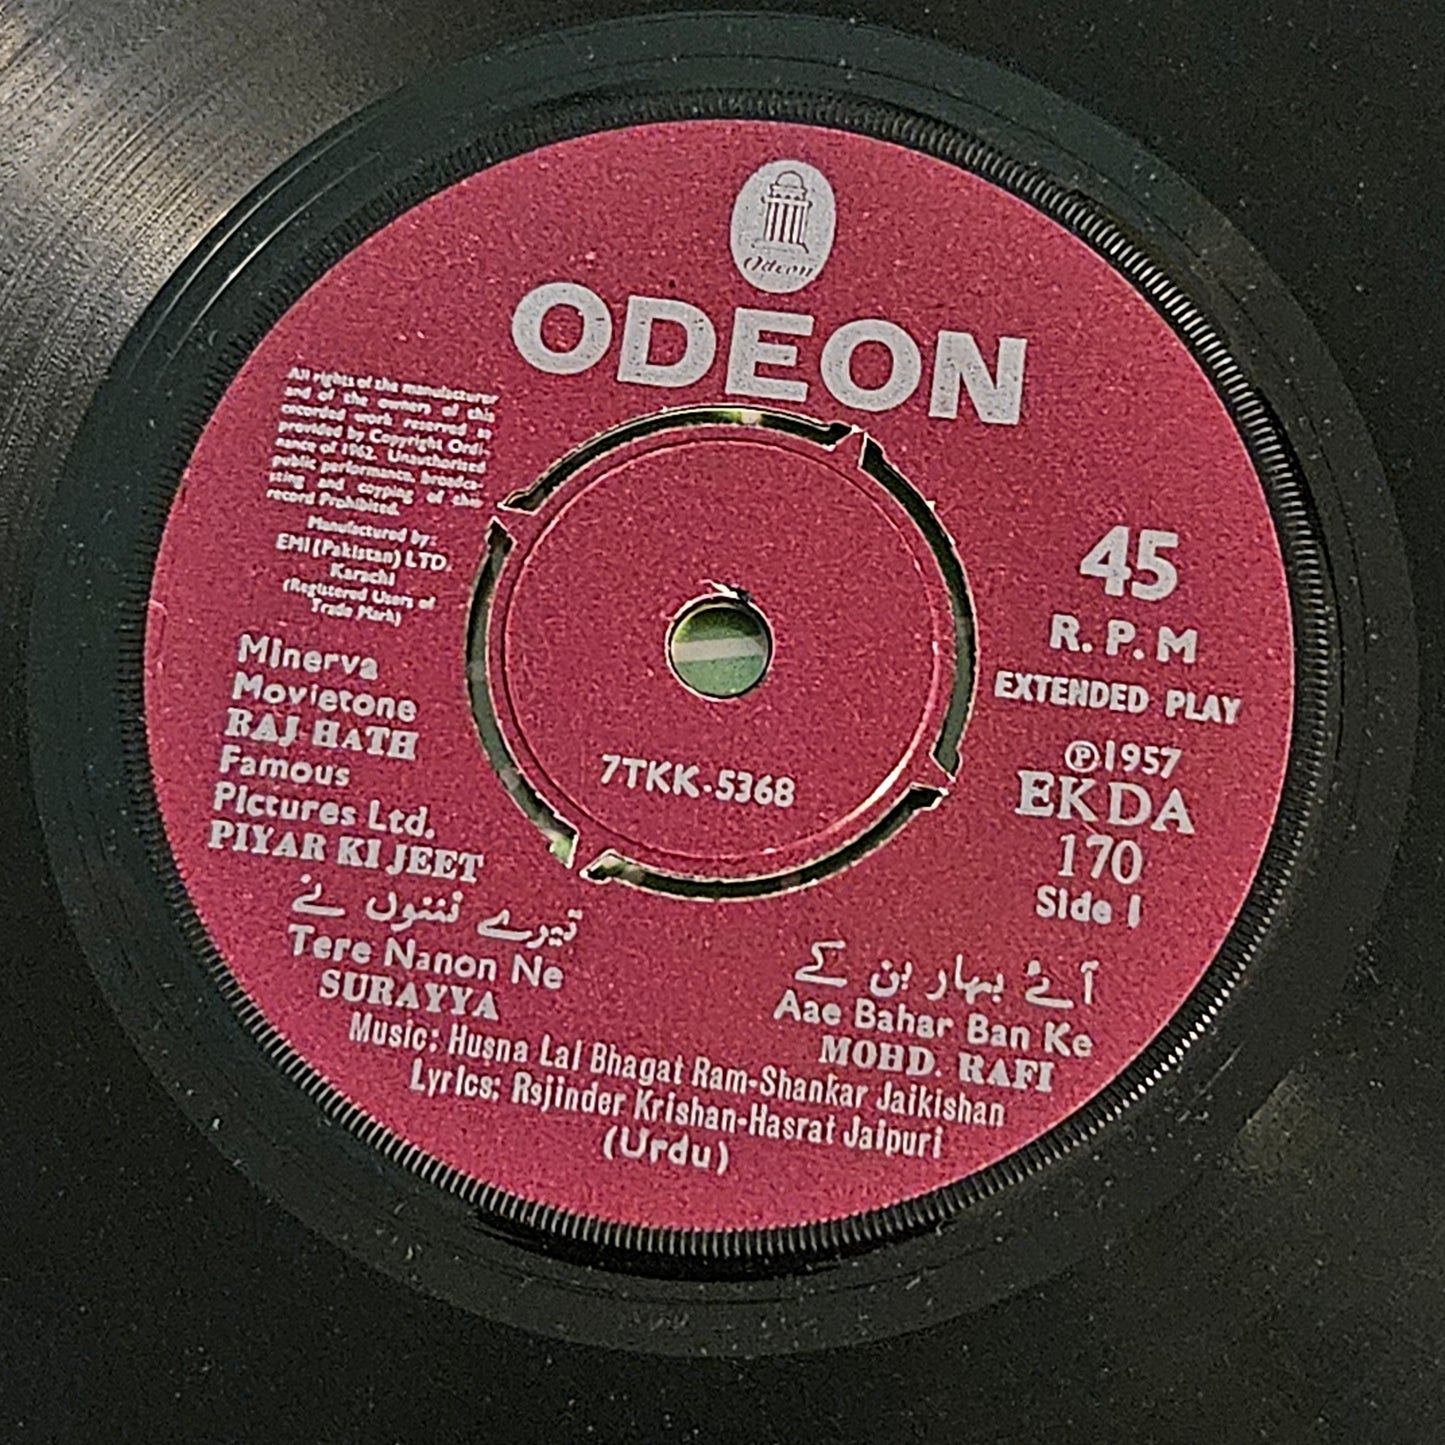 Odeon
ODEON
All rights of the manufacturer
and of the owners of this
recorded work reserved as
provided by Copyright Ordi-
nance of 1962. Unauthorised
public performance, broadca-
sting and coyping of this
record Prohibited.
Manufactured by:
EMI (Pakistan) LTD.
Karachi
(Registered Users of
Trade Mark)
45
R.P.M
EXTENDED PLAY
℗1957
EKDA
170
Side 1
Minerva
Movietone
RAJ HATH
Famous
Pictures Ltd.
PIYAR KI JEET
7TKK-5368
تیرے نینوں نے
Tere Nanon Ne
SURAYYA
آئے بہار بن کے
Aae Bahar Ban Ke
MOHD. RAFI
Music: Husna Lal Bhagat Ram-Shankar Jaikishan
Lyrics: Rsjinder Krishan-Hasrat Jaipuri
(Urdu)